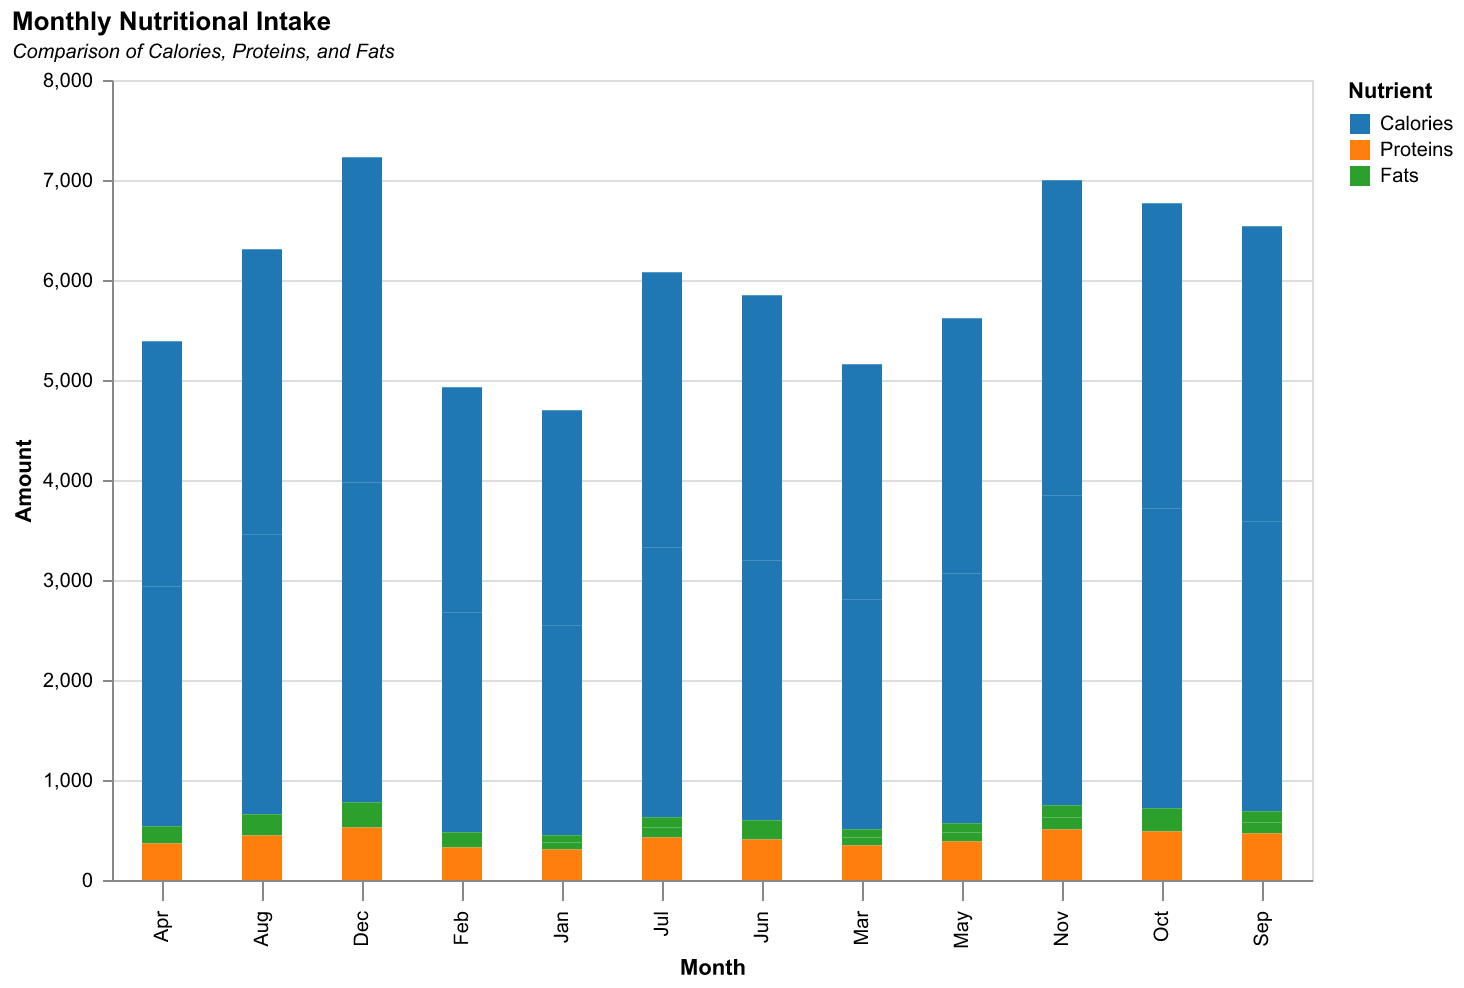 Monthly Nutritional Intake
Comparison of Calories, Proteins, and Fats
8,000
7,000
6,000
5,000
4,000
3,000
2,000
1,000
0
Amount
Apr
Aug
Dec
Feb
Jan
Jul
Jun
Mar
May
Nov
Oct
Sep
Month
Nutrient
Calories
Proteins
Fats